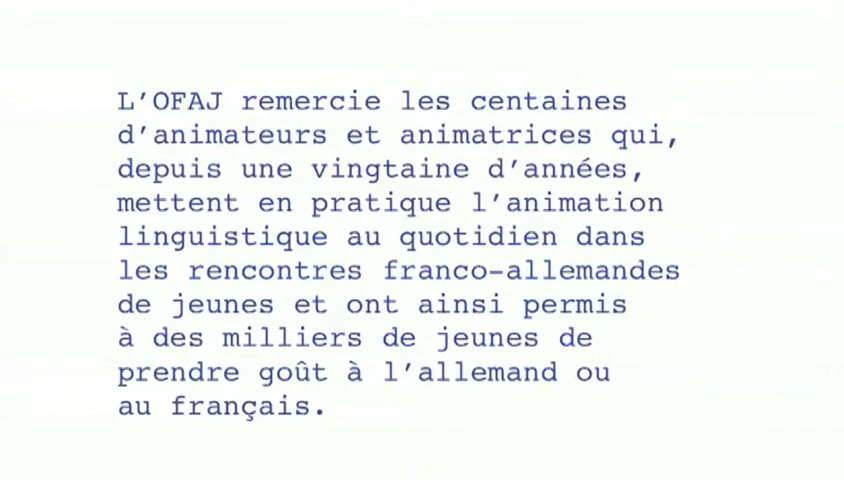 L’OFAJ remercie les centaines
d’animateurs et animatrices qui,
depuis une vingtaine d’années,
mettent en pratique l’animation
linguistique au quotidien dans
les rencontres franco-allemandes
de jeunes et ont ainsi permis
à des milliers de jeunes de
prendre goût à l’allemand ou
au français.